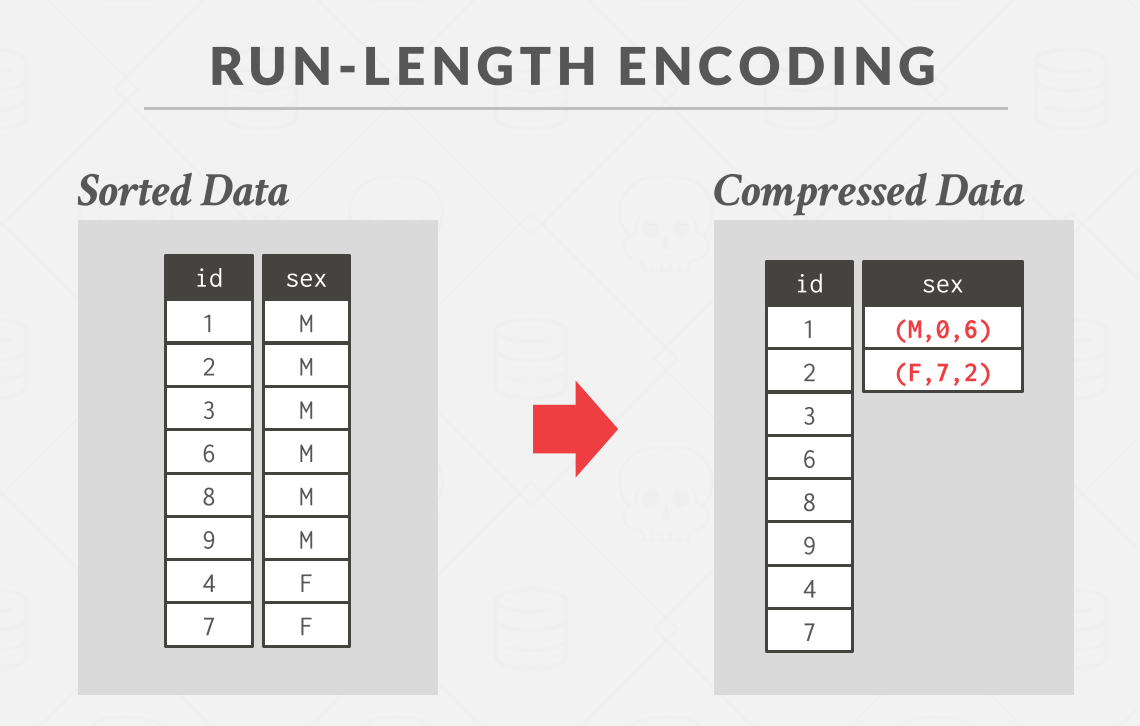 RUN-LENGTH ENCODING
Sorted Data
id sex
1 M
2 M
3 M
6 M
8 M
9 M
4 F
7 F
Compressed Data
id sex
1 (M,0,6)
2 (F,7,2)
3
6
8
9
4
7